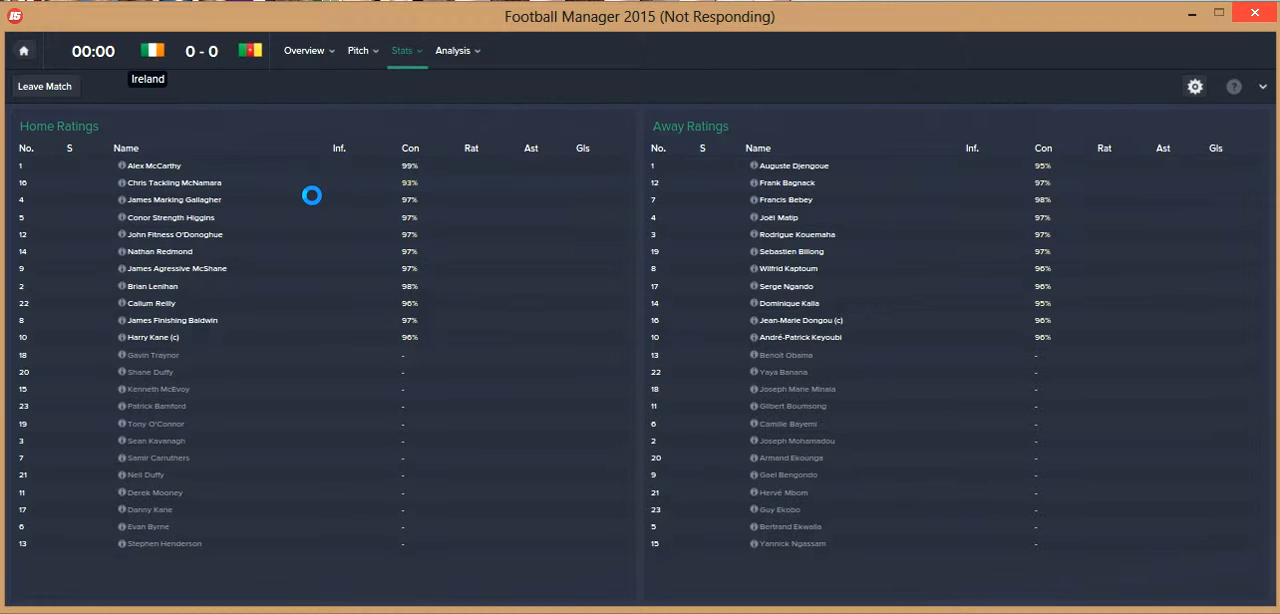 15 Football Manager 2015 (Not Responding)
00:00 0 - 0 Overview Pitch Stats Analysis
Ireland
Leave Match ?
Home Ratings
No. S Name Inf. Con Rat Ast Gls
1 Alex McCarthy 99%
16 Chris Tackling McNamara 93%
4 James Marking Gallagher 97%
5 Conor Strength Higgins 97%
12 John Fitness O'Donoghue 97%
14 Nathan Redmond 97%
9 James Agressive McShane 97%
2 Brian Lenihan 98%
22 Callum Reilly 96%
8 James Finishing Baldwin 97%
10 Harry Kane (c) 96%
18 Gavin Traynor -
20 Shane Duffy -
15 Kenneth McEvoy -
23 Patrick Bamford -
19 Tony O'Connor -
3 Sean Kavanagh -
7 Samir Carruthers -
21 Neil Duffy -
11 Derek Mooney -
17 Danny Kane -
6 Evan Byrne -
13 Stephen Henderson -
Away Ratings
No. S Name Inf. Con Rat Ast Gls
1 Auguste Djengoue 95%
12 Frank Bagnack 97%
7 Francis Bebey 98%
4 Joël Matip 97%
3 Rodrigue Kouemaha 97%
19 Sebastien Billong 97%
8 Wilfrid Kaptoum 96%
17 Serge Ngando 96%
14 Dominique Kalla 95%
16 Jean-Marie Dongou (c) 96%
10 André-Patrick Keyoubi 96%
13 Benoit Obama -
22 Yaya Banana -
18 Joseph Marie Minala -
11 Gilbert Boumsong -
6 Camille Bayemi -
2 Joseph Mohamadou -
20 Armand Ekounga -
9 Gael Bengondo -
21 Hervé Mbom -
23 Guy Ekobo -
5 Bertrand Ekwalla -
15 Yannick Ngassam -